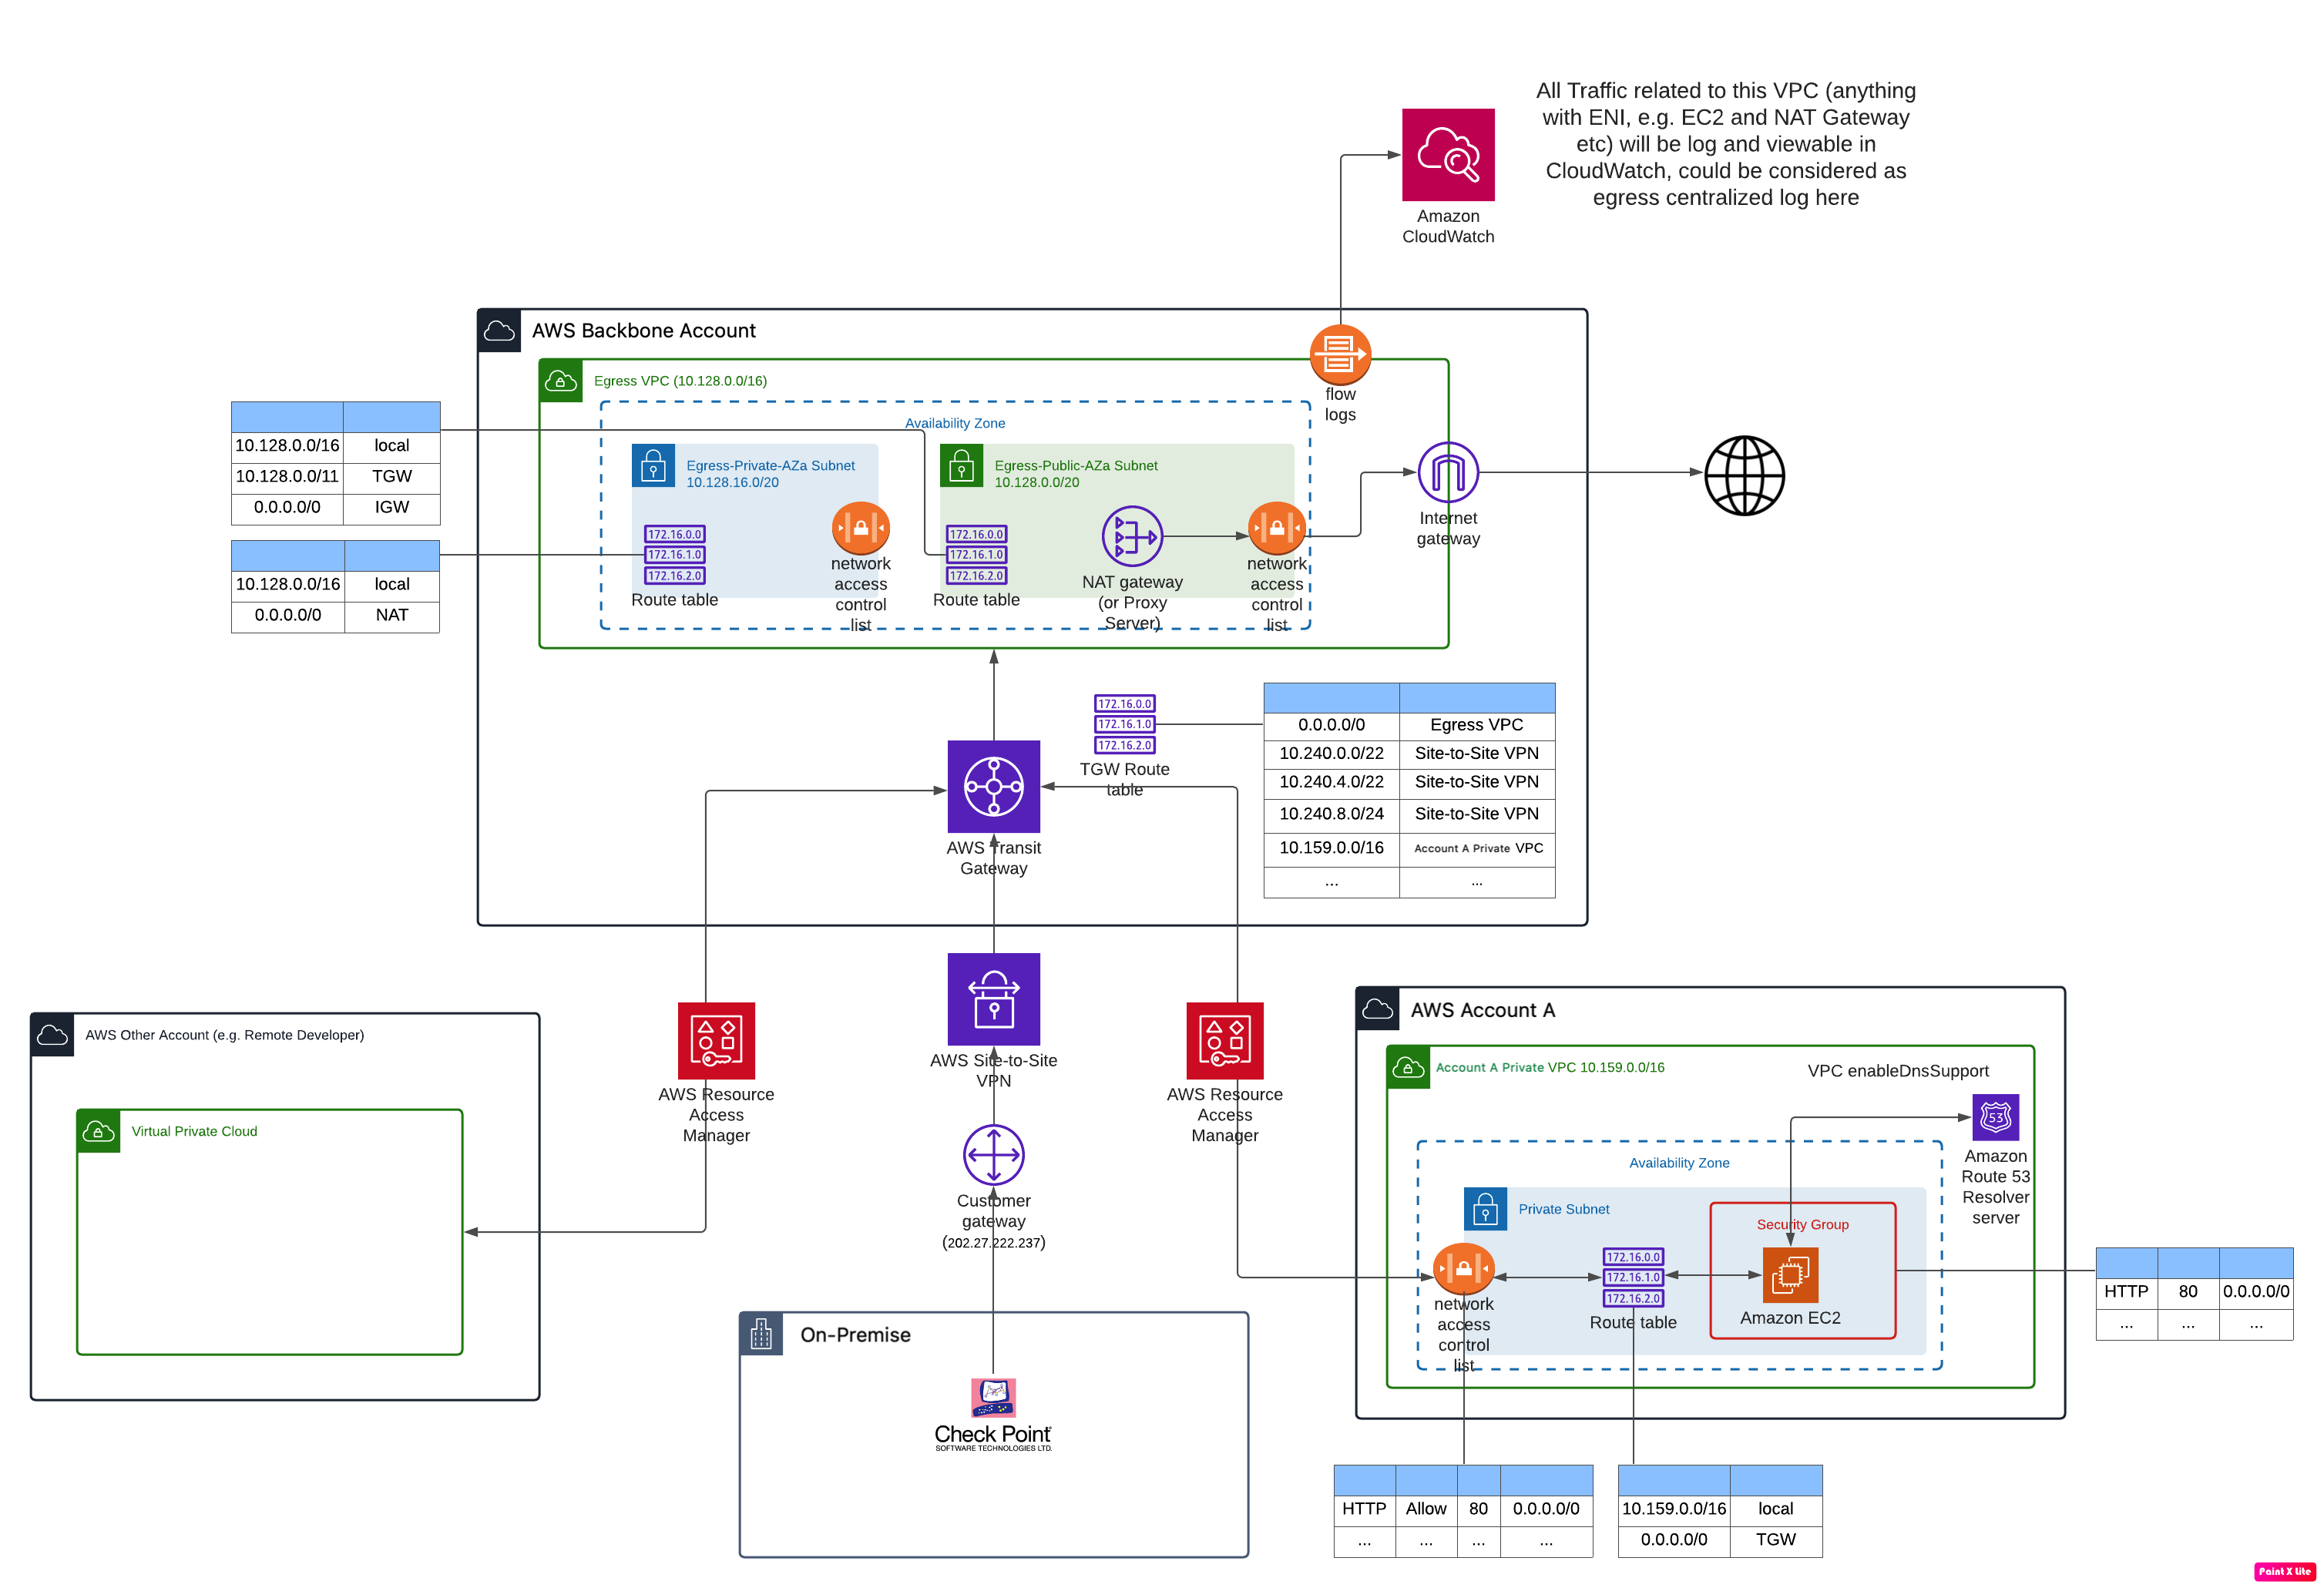 All Traffic related to this VPC (anything
with ENI, e.g. EC2 and NAT Gateway
etc) will be log and viewable in
CloudWatch, could be considered as
egress centralized log here
Amazon
CloudWatch
AWS Backbone Account
flow
logs
Egress VPC (10.128.0.0/16)
Availability Zone
10.128.0.0/16 local
10.128.0.0/11 TGW
0.0.0.0/0 IGW
10.128.0.0/16 local
0.0.0.0/0 NAT
Egress-Private-AZa Subnet
10.128.16.0/20
172.16.0.0
172.16.1.0
172.16.2.0
Route table
network
access
control
list
Egress-Public-AZa Subnet
10.128.0.0/20
172.16.0.0
172.16.1.0
172.16.2.0
Route table
NAT gateway
(or Proxy
Server)
network
access
control
list
Internet
gateway
172.16.0.0
172.16.1.0
172.16.2.0
TGW Route
table
0.0.0.0/0 Egress VPC
10.240.0.0/22 Site-to-Site VPN
10.240.4.0/22 Site-to-Site VPN
10.240.8.0/24 Site-to-Site VPN
10.159.0.0/16 Account A Private VPC
... ...
AWS Transit
Gateway
AWS Site-to-Site
VPN
Customer
gateway
(202.27.222.237)
AWS Resource
Access
Manager
AWS Resource
Access
Manager
AWS Other Account (e.g. Remote Developer)
Virtual Private Cloud
On-Premise
Check Point
SOFTWARE TECHNOLOGIES LTD.
AWS Account A
Account A Private VPC 10.159.0.0/16
VPC enableDnsSupport
53
Amazon
Route 53
Resolver
server
Availability Zone
Private Subnet
Security Group
network
access
control
list
172.16.0.0
172.16.1.0
172.16.2.0
Route table
Amazon EC2
HTTP 80 0.0.0.0/0
... ... ...
HTTP Allow 80 0.0.0.0/0
... ... ... ...
10.159.0.0/16 local
0.0.0.0/0 TGW
Paint X Lite